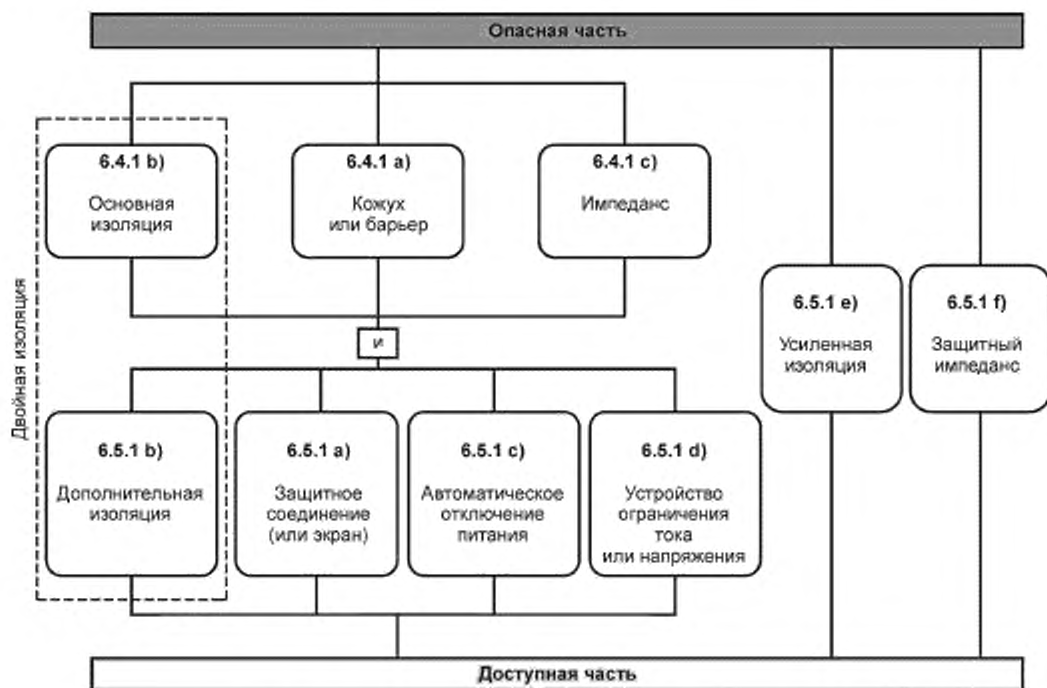 Опасная часть
6.4.1 b)
Основная
изоляция
6.4.1 a)
Кожух
или барьер
6.4.1 c)
Импеданс
6.5.1 e)
Усиленная
изоляция
6.5.1 f)
Защитный
импеданс
Двойная изоляция
и
6.5.1 b)
Дополнительная
изоляция
6.5.1 a)
Защитное
соединение
(или экран)
6.5.1 c)
Автоматическое
отключение
питания
6.5.1 d)
Устройство
ограничения
тока
или напряжения
Доступная часть